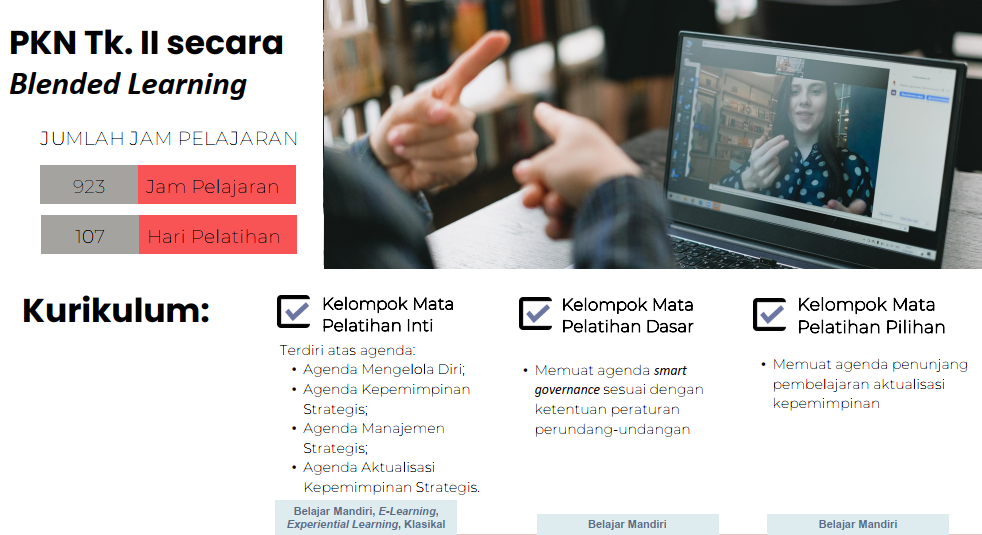 PKN Tk. II secara
Blended Learning
JUMLAH JAM PELAJARAN
923 Jam Pelajaran
107 Hari Pelatihan
Kurikulum:
Kelompok Mata
Pelatihan Inti
Terdiri atas agenda:
• Agenda Mengelola Diri;
• Agenda Kepemimpinan
Strategis;
• Agenda Manajemen
Strategis;
• Agenda Aktualisasi
Kepemimpinan Strategis.
Belajar Mandiri, E-Learning,
Experiential Learning, Klasikal
Kelompok Mata
Pelatihan Dasar
• Memuat agenda smart
governance sesuai dengan
ketentuan peraturan
perundang-undangan
Belajar Mandiri
Kelompok Mata
Pelatihan Pilihan
• Memuat agenda penunjang
pembelajaran aktualisasi
kepemimpinan
Belajar Mandiri